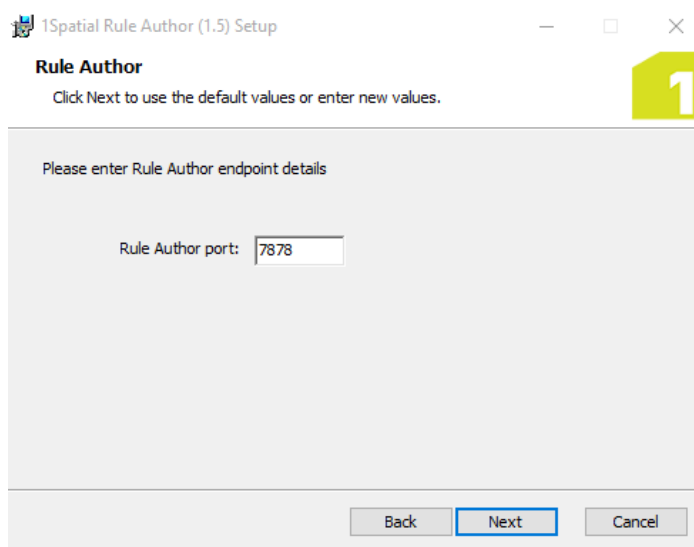 1Spatial Rule Author (1.5) Setup
Rule Author
Click Next to use the default values or enter new values.
1
Please enter Rule Author endpoint details
Rule Author port: 7878
Back Next Cancel